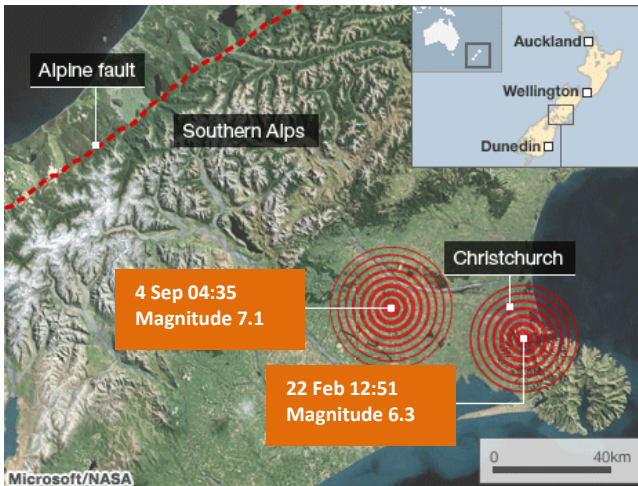 Alpine fault
Southern Alps
Auckland
Wellington
Dunedin
Christchurch
4 Sep 04:35
Magnitude 7.1
22 Feb 12:51
Magnitude 6.3
0 40km
Microsoft/NASA